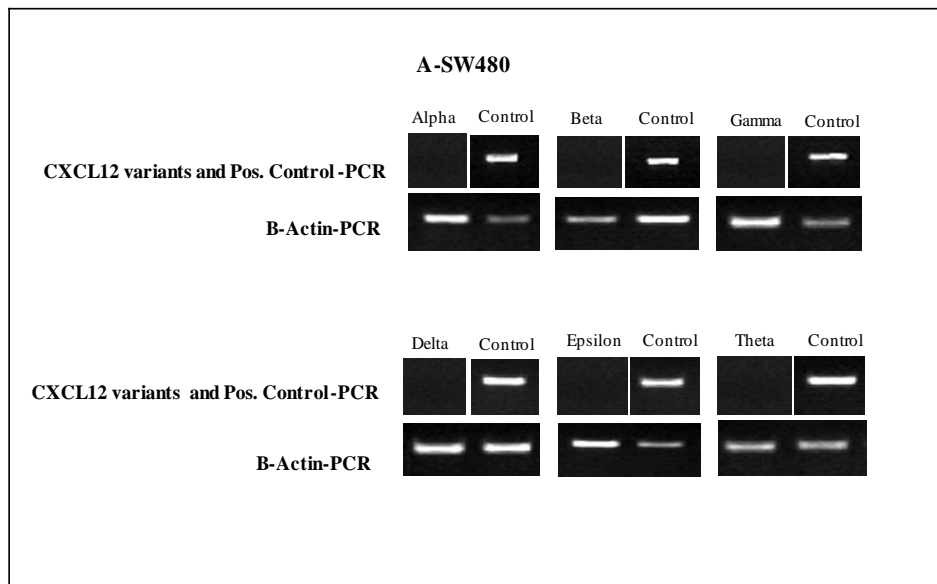 A-SW480
Alpha Control Beta Control Gamma Control
CXCL12 variants and Pos. Control-PCR
B-Actin-PCR
Delta Control Epsilon Control Theta Control
CXCL12 variants and Pos. Control-PCR
B-Actin-PCR